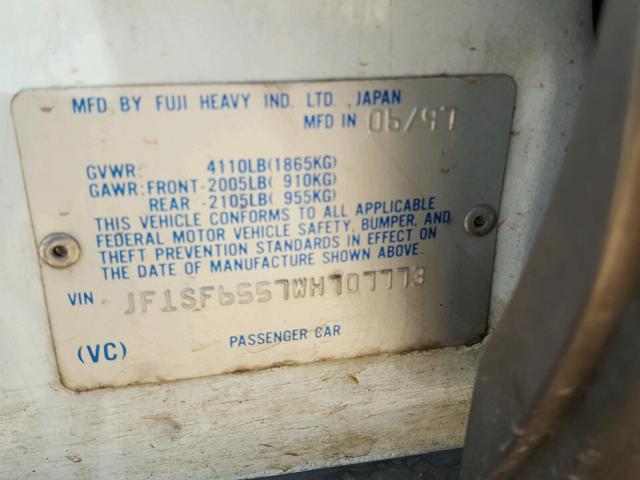 MFD. BY FUJI HEAVY IND. LTD. ,JAPAN
MFD IN 06/97
GVWR: 4110LB(1865KG)
GAWR:FRONT-2005LB( 910KG)
REAR -2105LB( 955KG)
THIS VEHICLE CONFORMS TO ALL APPLICABLE
FEDERAL MOTOR VEHICLE SAFETY, BUMPER, AND
THEFT PREVENTION STANDARDS IN EFFECT ON
THE DATE OF MANUFACTURE SHOWN ABOVE.
VIN JF1SF6557WH707773
(VC) PASSENGER CAR